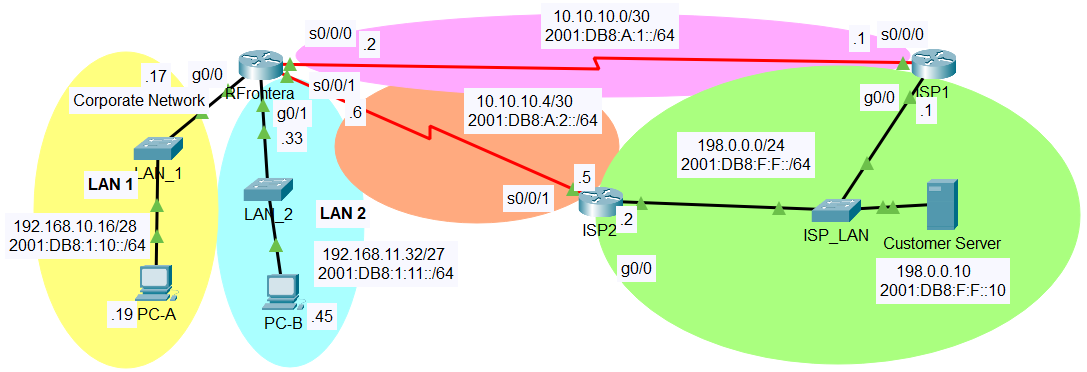 10.10.10.0/30
2001:DB8:A:1::/64
s0/0/0
.2
.1
s0/0/0
.17
g0/0
RFrontera
ISP1
Corporate Network
s0/0/1
.6
g0/1
.33
10.10.10.4/30
2001:DB8:A:2::/64
g0/0
.1
198.0.0.0/24
2001:DB8:F:F::/64
LAN_1
LAN 1
LAN_2
LAN 2
.5
s0/0/1
ISP2
.2
g0/0
ISP_LAN
Customer Server
198.0.0.10
2001:DB8:F:F::10
192.168.10.16/28
2001:DB8:1:10::/64
192.168.11.32/27
2001:DB8:1:11::/64
.19
PC-A
PC-B
.45